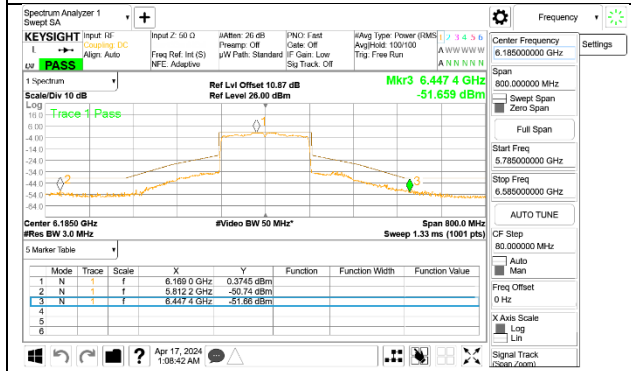 Spectrum Analyzer 1
Swept SA
+
Frequency
KEYSIGHT
L
PASS
Input: RF
Coupling: DC
Align: Auto
Input Z: 50 Ω
Freq Ref: Int (S)
NFE: Adaptive
#Atten: 26 dB
Preamp: Off
µW Path: Standard
PNO: Fast
Gate: Off
IF Gain: Low
Sig Track: Off
#Avg Type: Power (RMS
Avg|Hold: 100/100
Trig: Free Run
1 2 3 4 5 6
A W W W W W
A N N N N N
Center Frequency
6.185000000 GHz
Settings
1 Spectrum
Scale/Div 10 dB
Ref Lvl Offset 10.87 dB
Ref Level 26.00 dBm
Mkr3 6.447 4 GHz
-51.659 dBm
Span
800.000000 MHz
Swept Span
Zero Span
Log
Trace 1 Pass
16.0
6.00
-4.00
-14.0
-24.0
-34.0
-44.0
-54.0
-64.0
1
2
3
Full Span
Start Freq
5.785000000 GHz
Stop Freq
6.585000000 GHz
AUTO TUNE
Center 6.1850 GHz
#Res BW 3.0 MHz
#Video BW 50 MHz*
Span 800.0 MHz
Sweep 1.33 ms (1001 pts)
CF Step
80.000000 MHz
Auto
Man
5 Marker Table
Mode Trace Scale X Y Function Function Width Function Value
1 N 1 f 6.169 0 GHz 0.3745 dBm
2 N 1 f 5.812 2 GHz -50.74 dBm
3 N 1 f 6.447 4 GHz -51.66 dBm
4
5
6
Freq Offset
0 Hz
X Axis Scale
Log
Lin
Signal Track
(Span Zoom)
?
Apr 17, 2024
1:08:42 AM